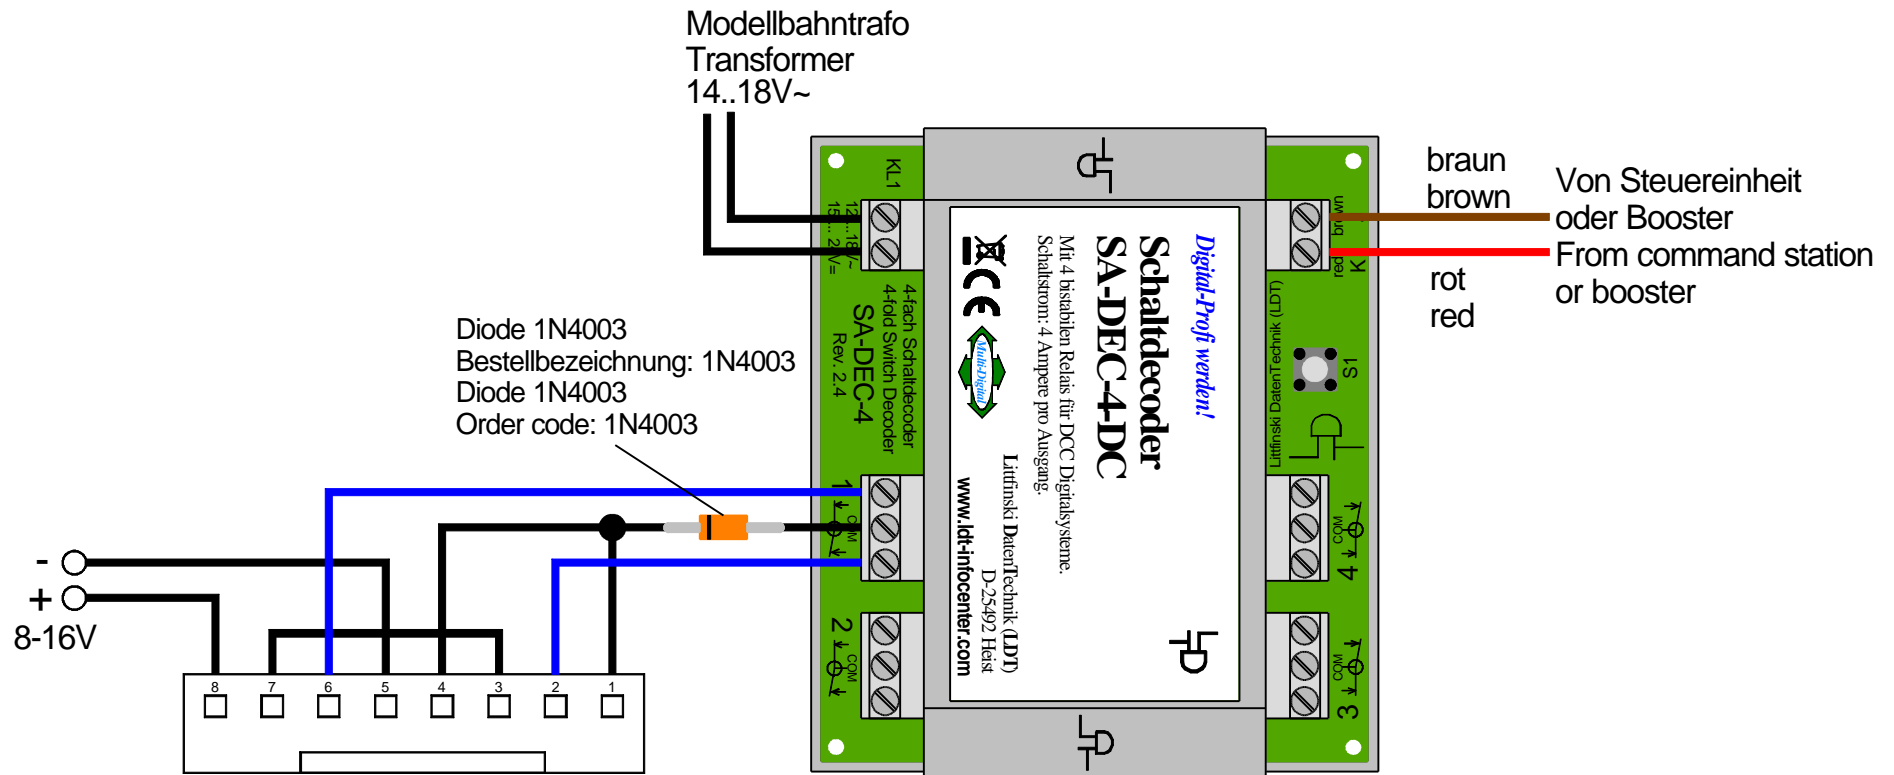 Modellbahntrafo
Transformer
14..18V~
braun
brown
Von Steuereinheit
oder Booster
From command station
or booster
rot
red
Diode 1N4003
Bestellbezeichnung: 1N4003
Diode 1N4003
Order code: 1N4003
-
+
8-16V
8 7 6 5 4 3 2 1
KL1
4-fach Schaltdecoder
4-fold Switch Decoder
SA-DEC-4
Rev. 2.4
1
COM
2
COM
Digital-Profi werden!
Schaltdecoder
SA-DEC-4-DC
Mit 4 bistabilen Relais für DCC Digitalsysteme.
Schaltstrom: 4 Ampere pro Ausgang.
CE
Multi-Digital
Littfinski DatenTechnik (LDT)
D-25492 Heist
www.ldt-infocenter.com
brown
red
S1
Littfinski DatenTechnik (LDT)
COM
4
COM
3